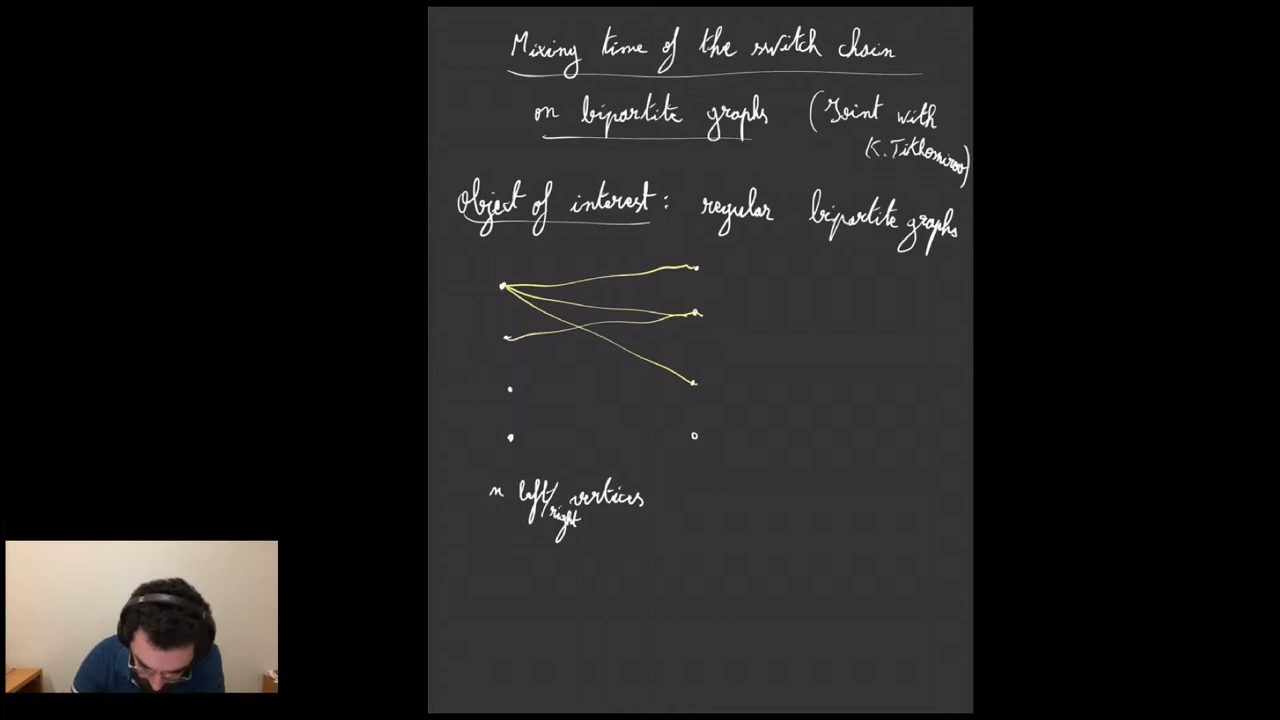 Mixing time of the switch chain
on bipartite graphs (Joint with
K. Tikhomirov)
Object of interest: regular bipartite graphs
n left/right vertices